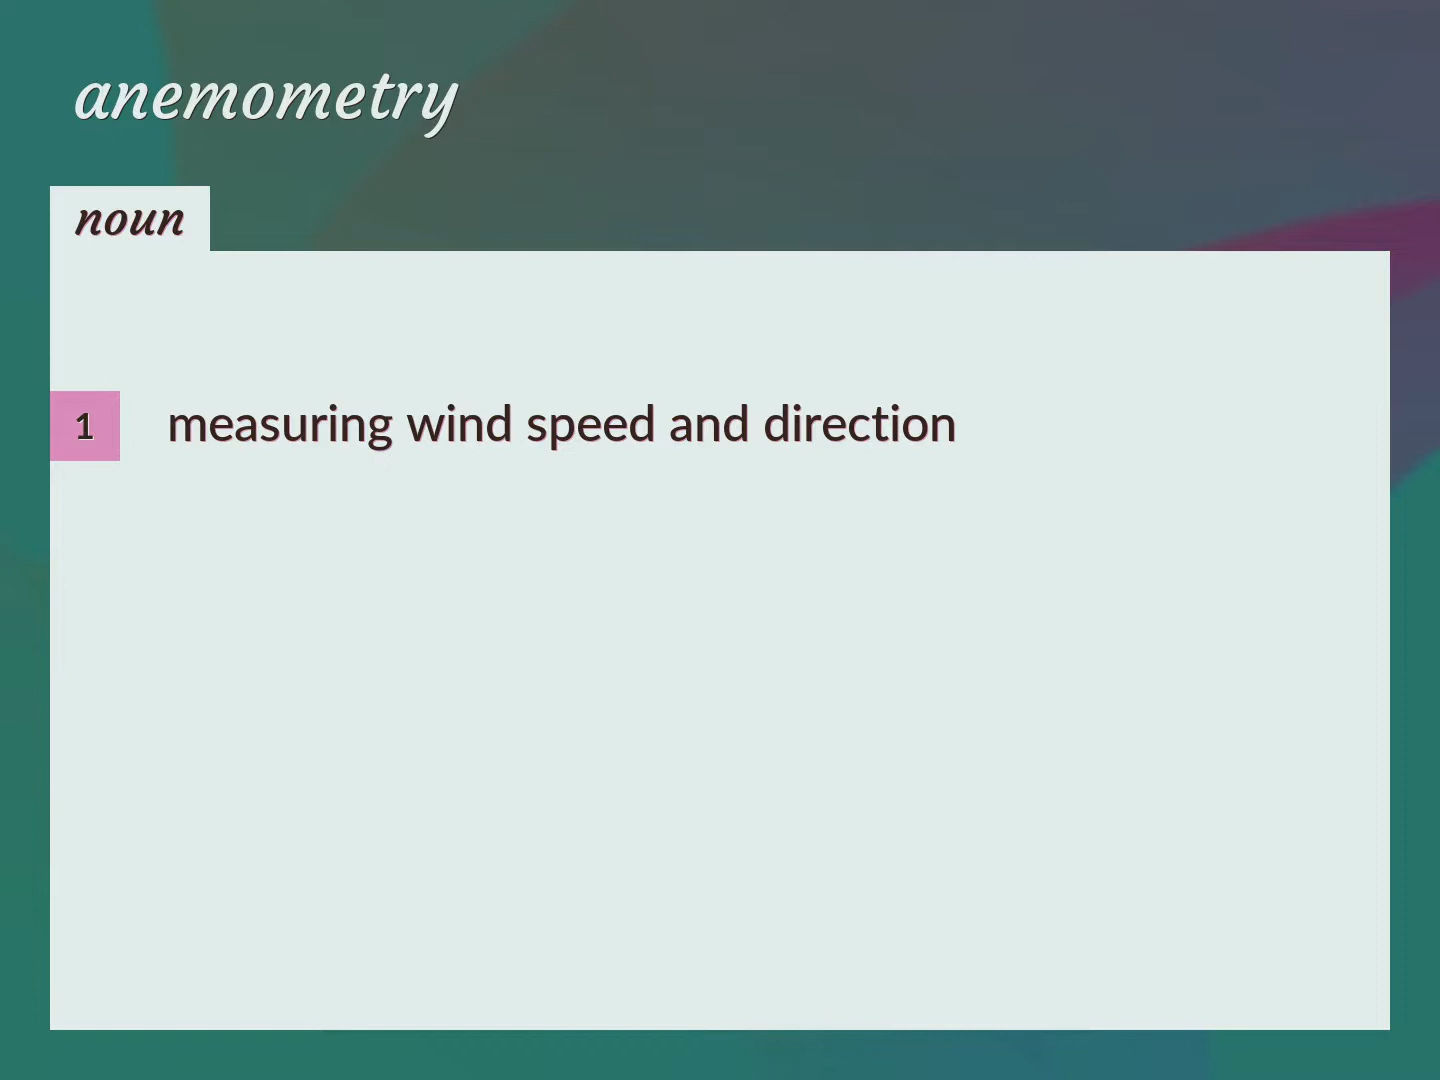 anemometry
noun
1 measuring wind speed and direction